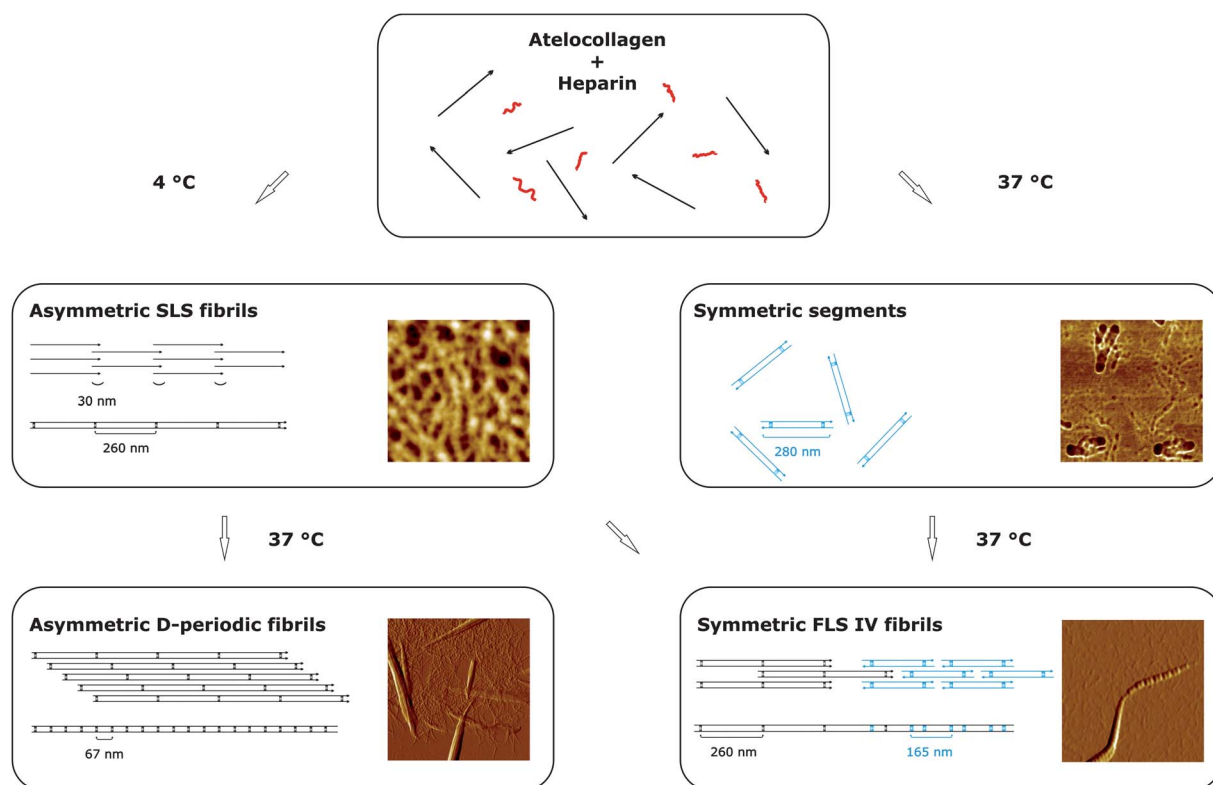 Atelocollagen
+
Heparin
4 °C
37 °C
Asymmetric SLS fibrils
30 nm
260 nm
Symmetric segments
280 nm
37 °C
37 °C
Asymmetric D-periodic fibrils
67 nm
Symmetric FLS IV fibrils
260 nm
165 nm